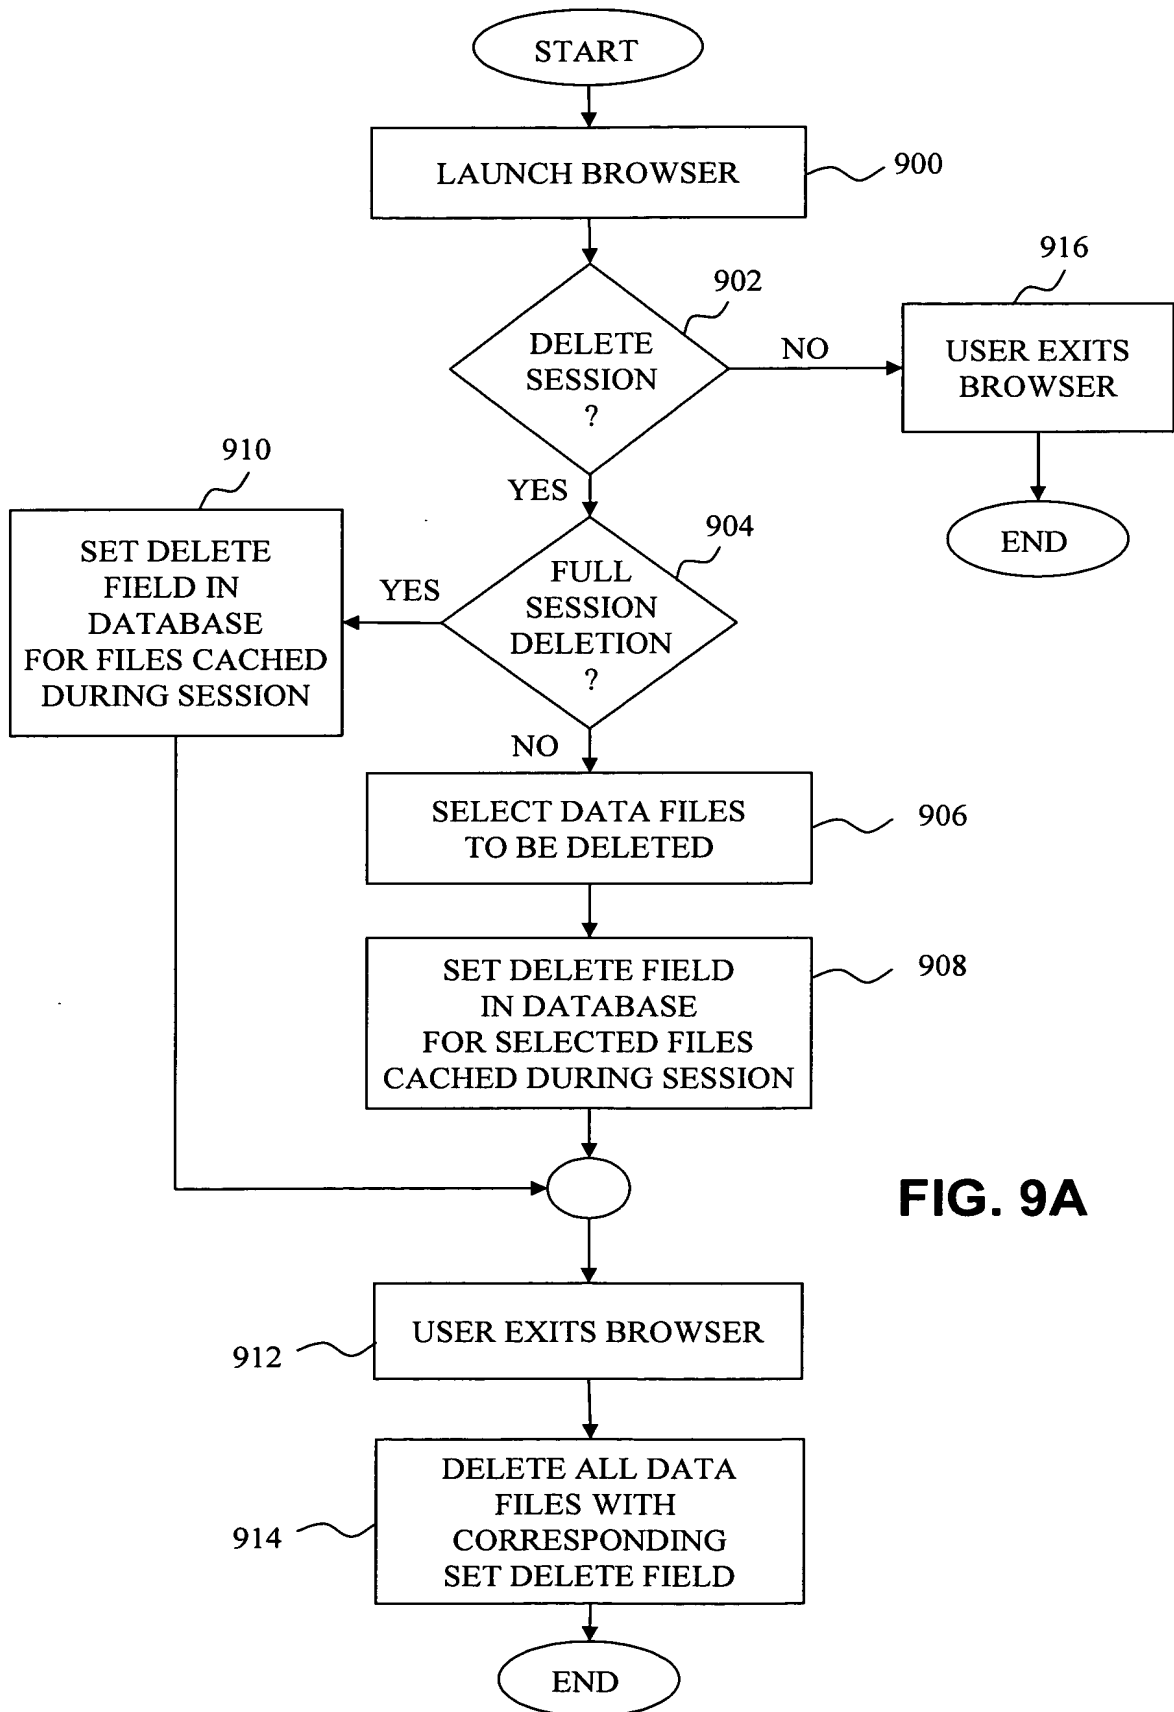 START
LAUNCH BROWSER
900
902
DELETE
SESSION
?
NO
916
USER EXITS
BROWSER
END
YES
910
SET DELETE
FIELD IN
DATABASE
FOR FILES CACHED
DURING SESSION
YES
904
FULL
SESSION
DELETION
?
NO
SELECT DATA FILES
TO BE DELETED
906
SET DELETE FIELD
IN DATABASE
FOR SELECTED FILES
CACHED DURING SESSION
908
FIG. 9A
USER EXITS BROWSER
912
DELETE ALL DATA
FILES WITH
CORRESPONDING
SET DELETE FIELD
914
END